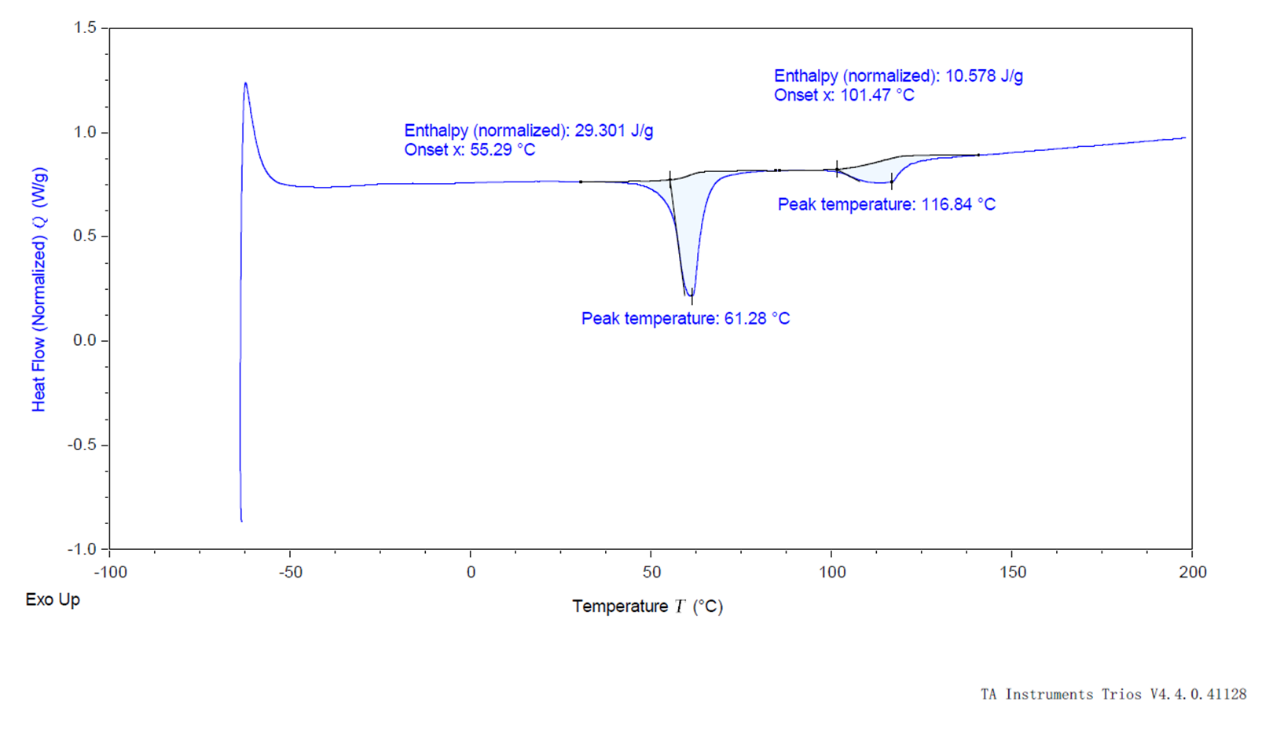 1.5
Enthalpy (normalized): 10.578 J/g
Onset x: 101.47 °C
1.0
Enthalpy (normalized): 29.301 J/g
Onset x: 55.29 °C
Peak temperature: 116.84 °C
0.5
Heat Flow (Normalized) Q (W/g)
Peak temperature: 61.28 °C
0.0
-0.5
-1.0
-100 -50 0 50 100 150 200
Exo Up
Temperature T (°C)
TA Instruments Trios V4.4.0.41128